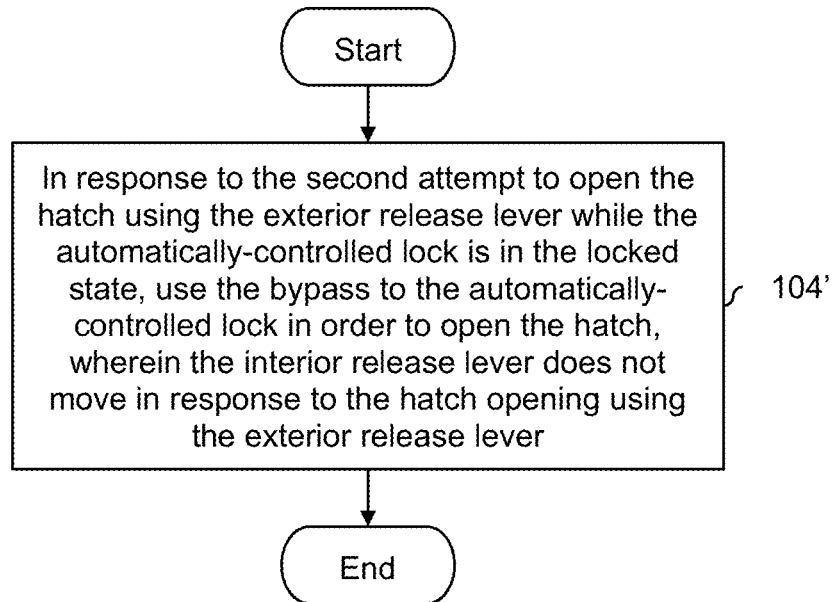 Start
In response to the second attempt to open the
hatch using the exterior release lever while the
automatically-controlled lock is in the locked
state, use the bypass to the automatically-
controlled lock in order to open the hatch,
wherein the interior release lever does not
move in response to the hatch opening using
the exterior release lever
104’
End